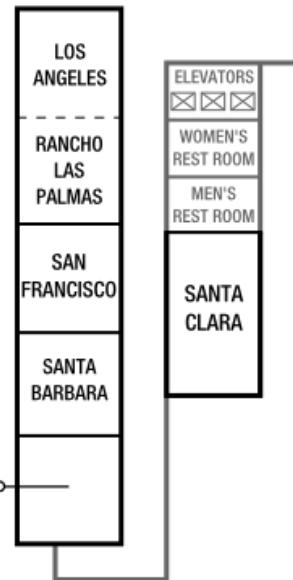 LOS
ANGELES
RANCHO
LAS
PALMAS
SAN
FRANCISCO
SANTA
BARBARA
ELEVATORS
WOMEN'S
REST ROOM
MEN'S
REST ROOM
SANTA
CLARA